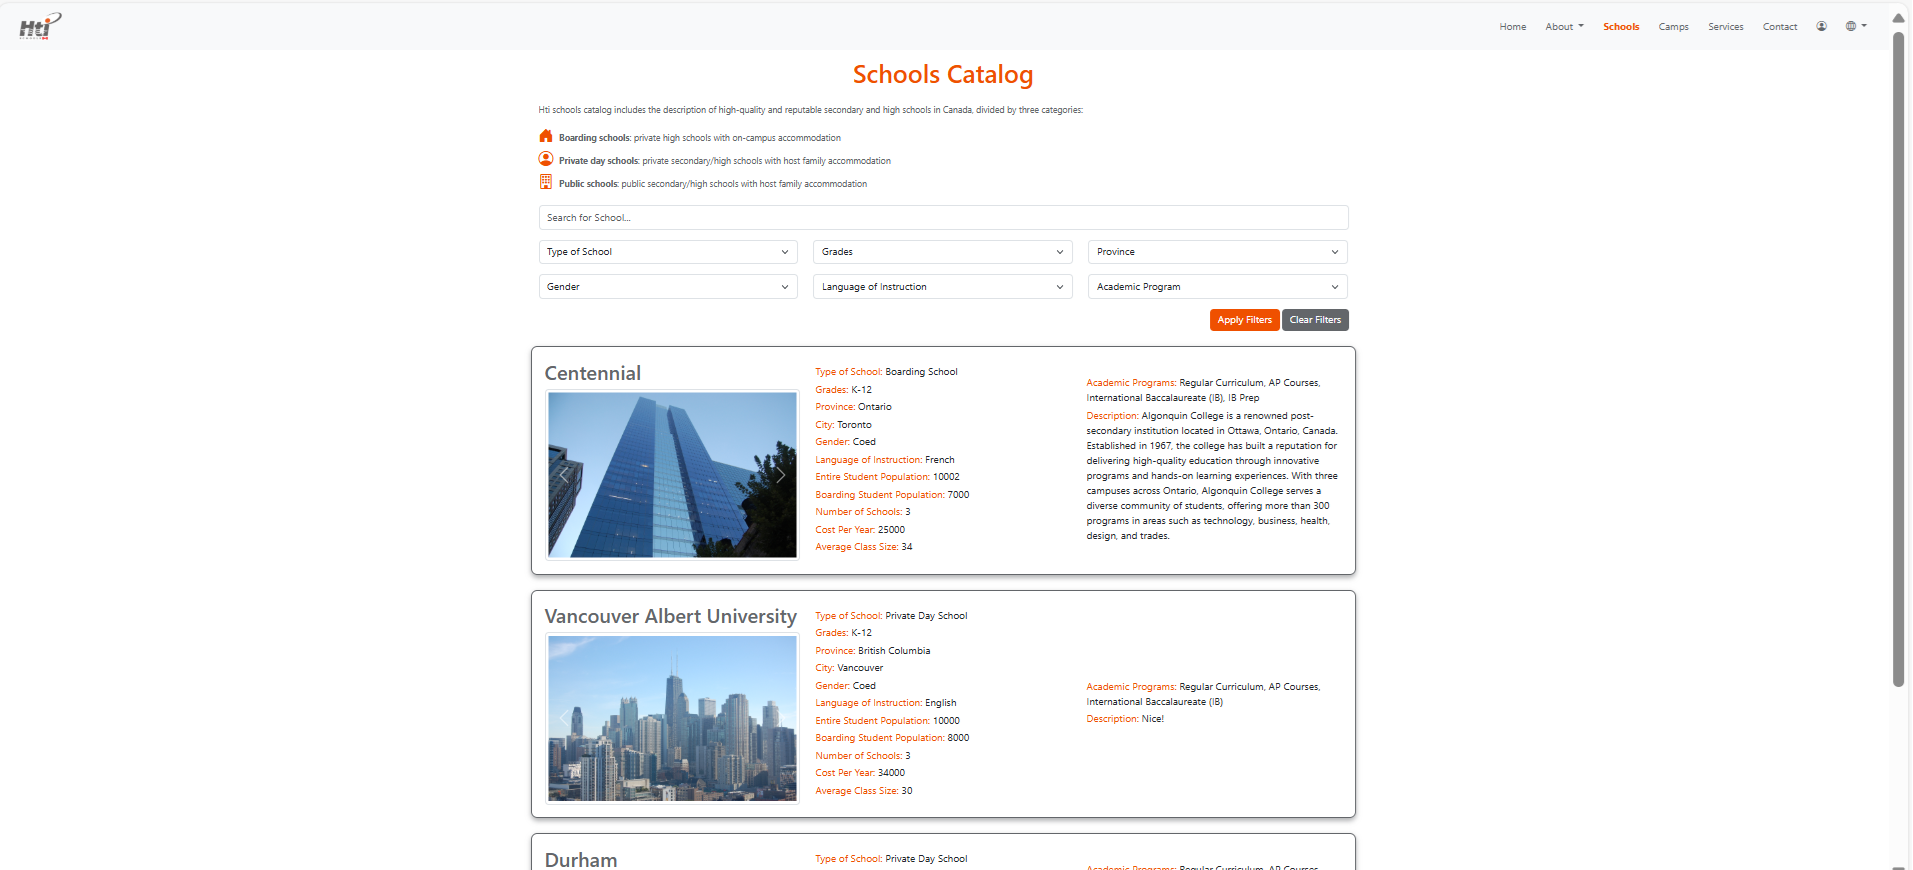 Hti
Home
About
Schools
Camps
Services
Contact
Schools Catalog
Hti schools catalog includes the description of high-quality and reputable secondary and high schools in Canada, divided by three categories:
Boarding schools: private high schools with on-campus accommodation
Private day schools: private secondary/high schools with host family accommodation
Public schools: public secondary/high schools with host family accommodation
Search for School...
Type of School
Grades
Province
Gender
Language of Instruction
Academic Program
Apply Filters
Clear Filters
Centennial
Type of School: Boarding School
Grades: K-12
Province: Ontario
City: Toronto
Gender: Coed
Language of Instruction: French
Entire Student Population: 10002
Boarding Student Population: 7000
Number of Schools: 3
Cost Per Year: 25000
Average Class Size: 34
Academic Programs: Regular Curriculum, AP Courses,
International Baccalaureate (IB), IB Prep
Description: Algonquin College is a renowned post-
secondary institution located in Ottawa, Ontario, Canada.
Established in 1967, the college has built a reputation for
delivering high-quality education through innovative
programs and hands-on learning experiences. With three
campuses across Ontario, Algonquin College serves a
diverse community of students, offering more than 300
programs in areas such as technology, business, health,
design, and trades.
Vancouver Albert University
Type of School: Private Day School
Grades: K-12
Province: British Columbia
City: Vancouver
Gender: Coed
Language of Instruction: English
Entire Student Population: 10000
Boarding Student Population: 8000
Number of Schools: 3
Cost Per Year: 34000
Average Class Size: 30
Academic Programs: Regular Curriculum, AP Courses,
International Baccalaureate (IB)
Description: Nice!
Durham
Type of School: Private Day School
Academic Programs: Regular Curriculum, AP Courses,